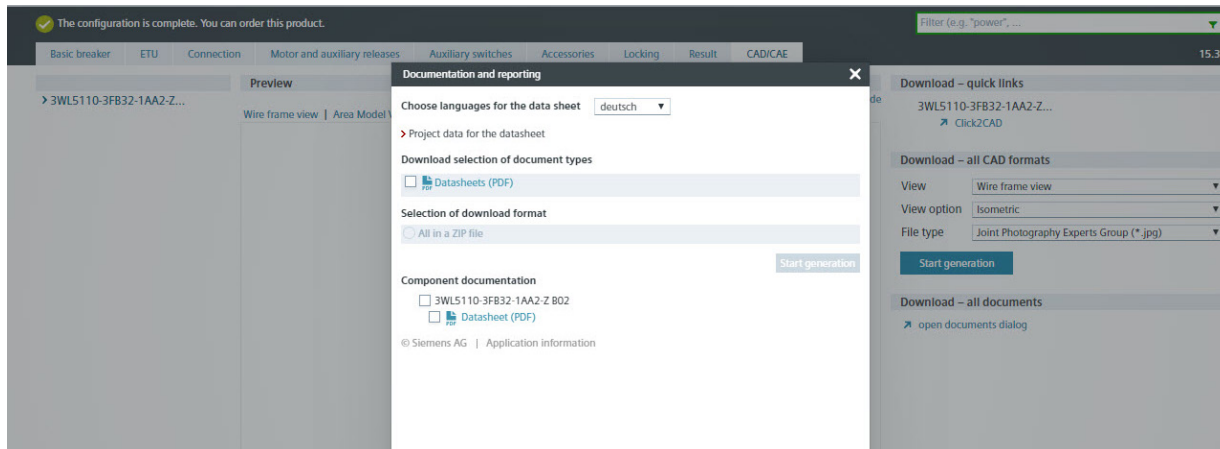 The configuration is complete. You can order this product.
Filter (e.g. "power", ...
Basic breaker ETU Connection Motor and auxiliary releases Auxiliary switches Accessories Locking Result CAD/CAE
15.3
3WL5110-3FB32-1AA2-Z...
Preview
Wire frame view | Area Model
Documentation and reporting
Choose languages for the data sheet deutsch
Project data for the datasheet
Download selection of document types
PDF Datasheets (PDF)
Selection of download format
All in a ZIP file
Start generation
Component documentation
3WL5110-3FB32-1AA2-Z B02
PDF Datasheet (PDF)
© Siemens AG | Application information
Download – quick links
3WL5110-3FB32-1AA2-Z...
Click2CAD
Download – all CAD formats
View Wire frame view
View option Isometric
File type Joint Photography Experts Group (*.jpg)
Start generation
Download – all documents
open documents dialog